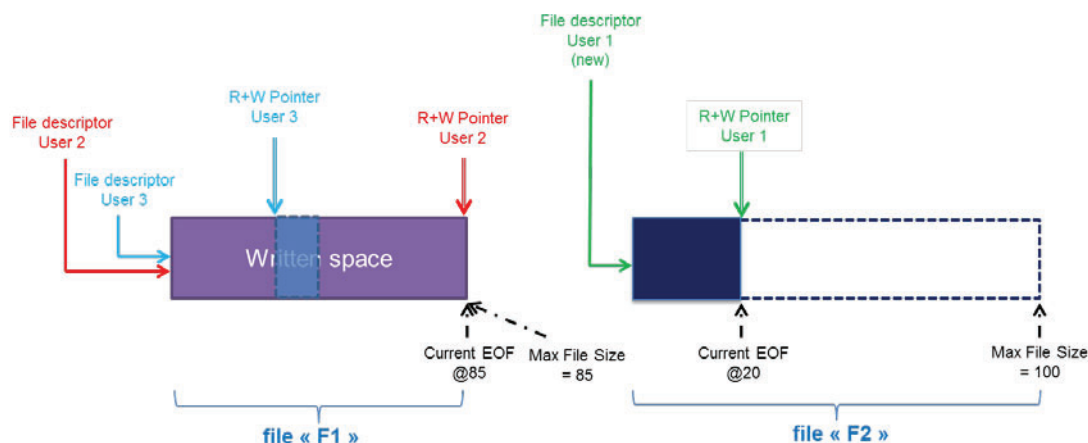 File descriptor
User 1
(new)
R+W Pointer
User 3
R+W Pointer
User 2
R+W Pointer
User 1
File descriptor
User 2
File descriptor
User 3
Written space
Current EOF
@85
Max File Size
= 85
Current EOF
@20
Max File Size
= 100
file « F1 »
file « F2 »